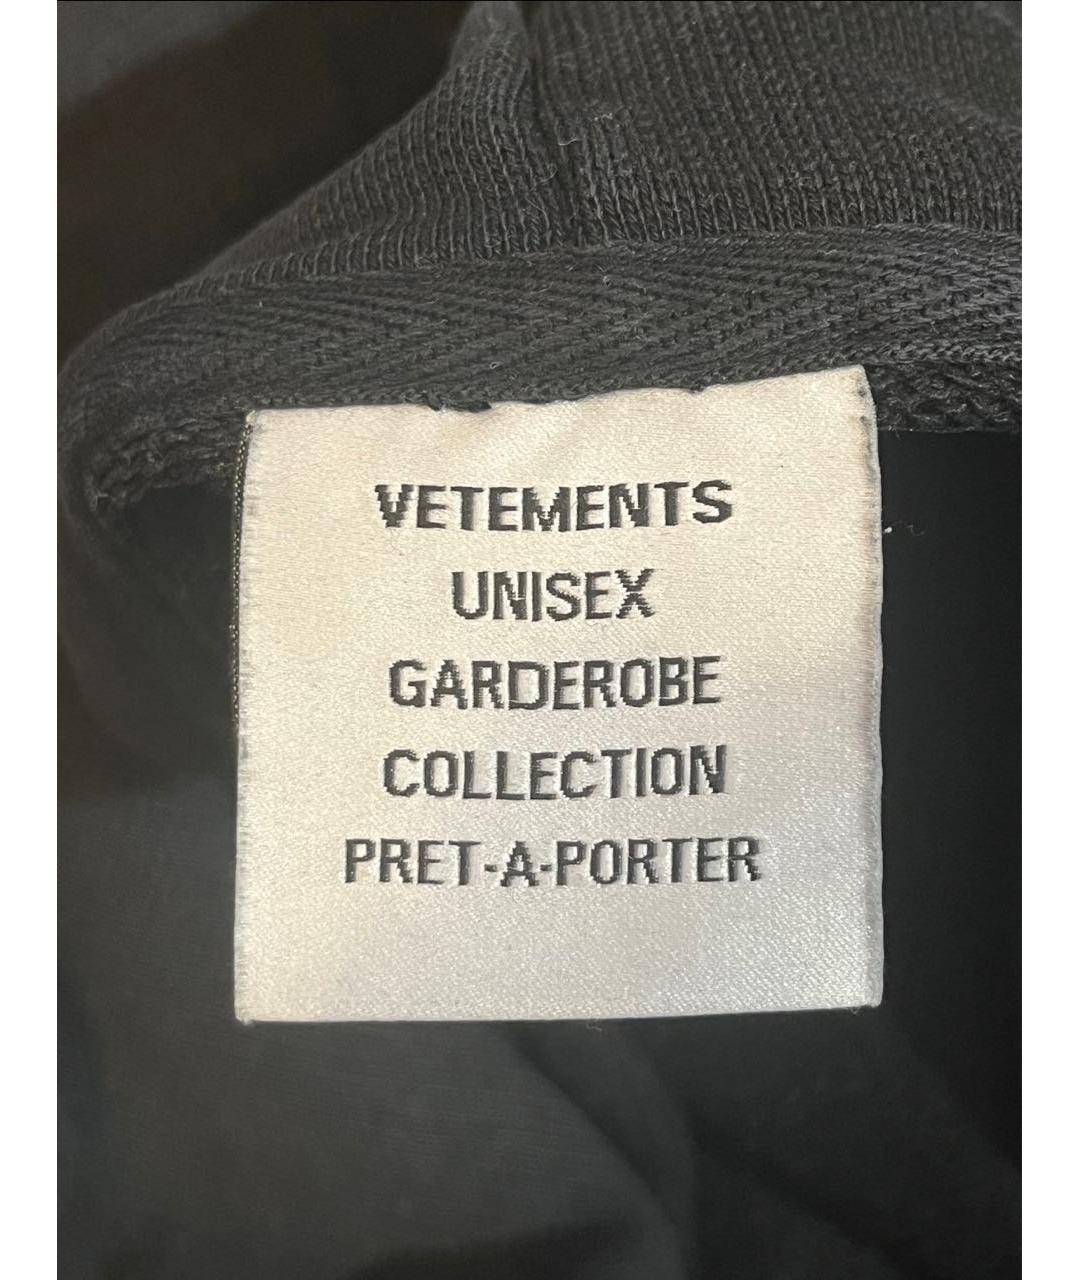 VETEMENTS
UNISEX
GARDEROBE
COLLECTION
PRET-A-PORTER